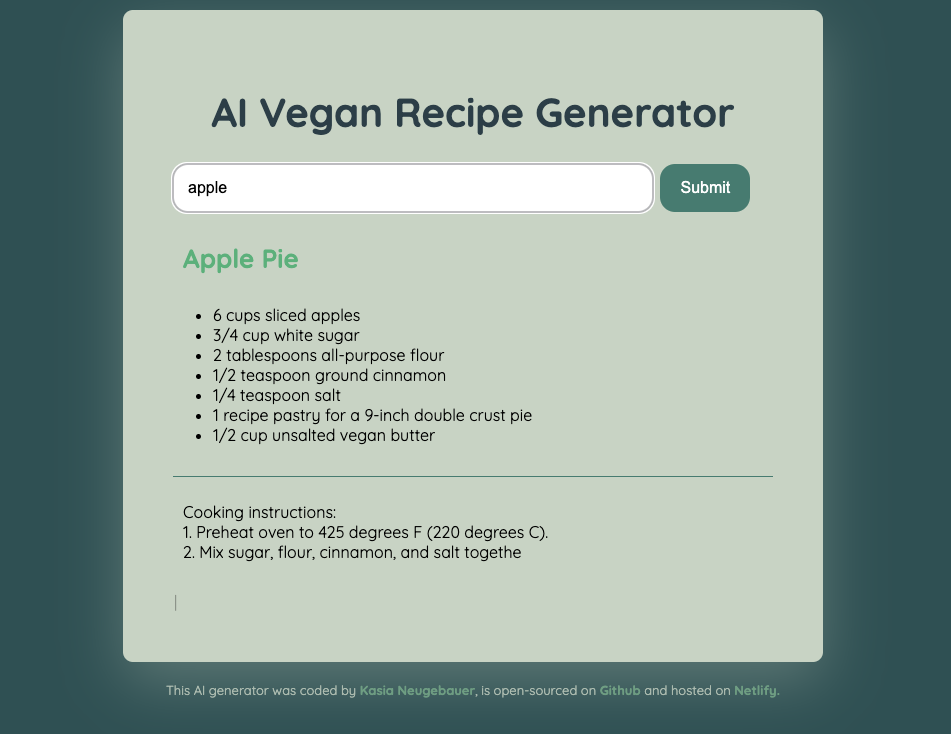 AI Vegan Recipe Generator
apple
Submit
Apple Pie
• 6 cups sliced apples
• 3/4 cup white sugar
• 2 tablespoons all-purpose flour
• 1/2 teaspoon ground cinnamon
• 1/4 teaspoon salt
• 1 recipe pastry for a 9-inch double crust pie
• 1/2 cup unsalted vegan butter
Cooking instructions:
1. Preheat oven to 425 degrees F (220 degrees C).
2. Mix sugar, flour, cinnamon, and salt togethe
This AI generator was coded by Kasia Neugebauer, is open-sourced on Github and hosted on Netlify.